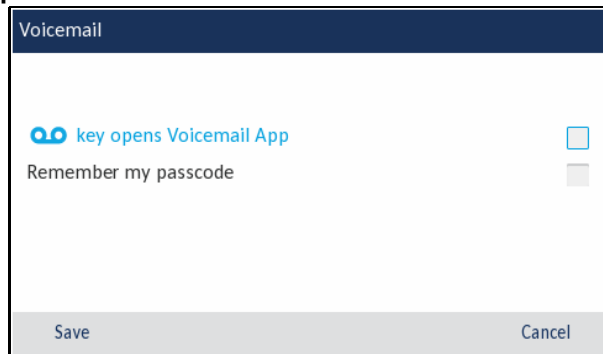 Voicemail
key opens Voicemail App
Remember my passcode
Save Cancel